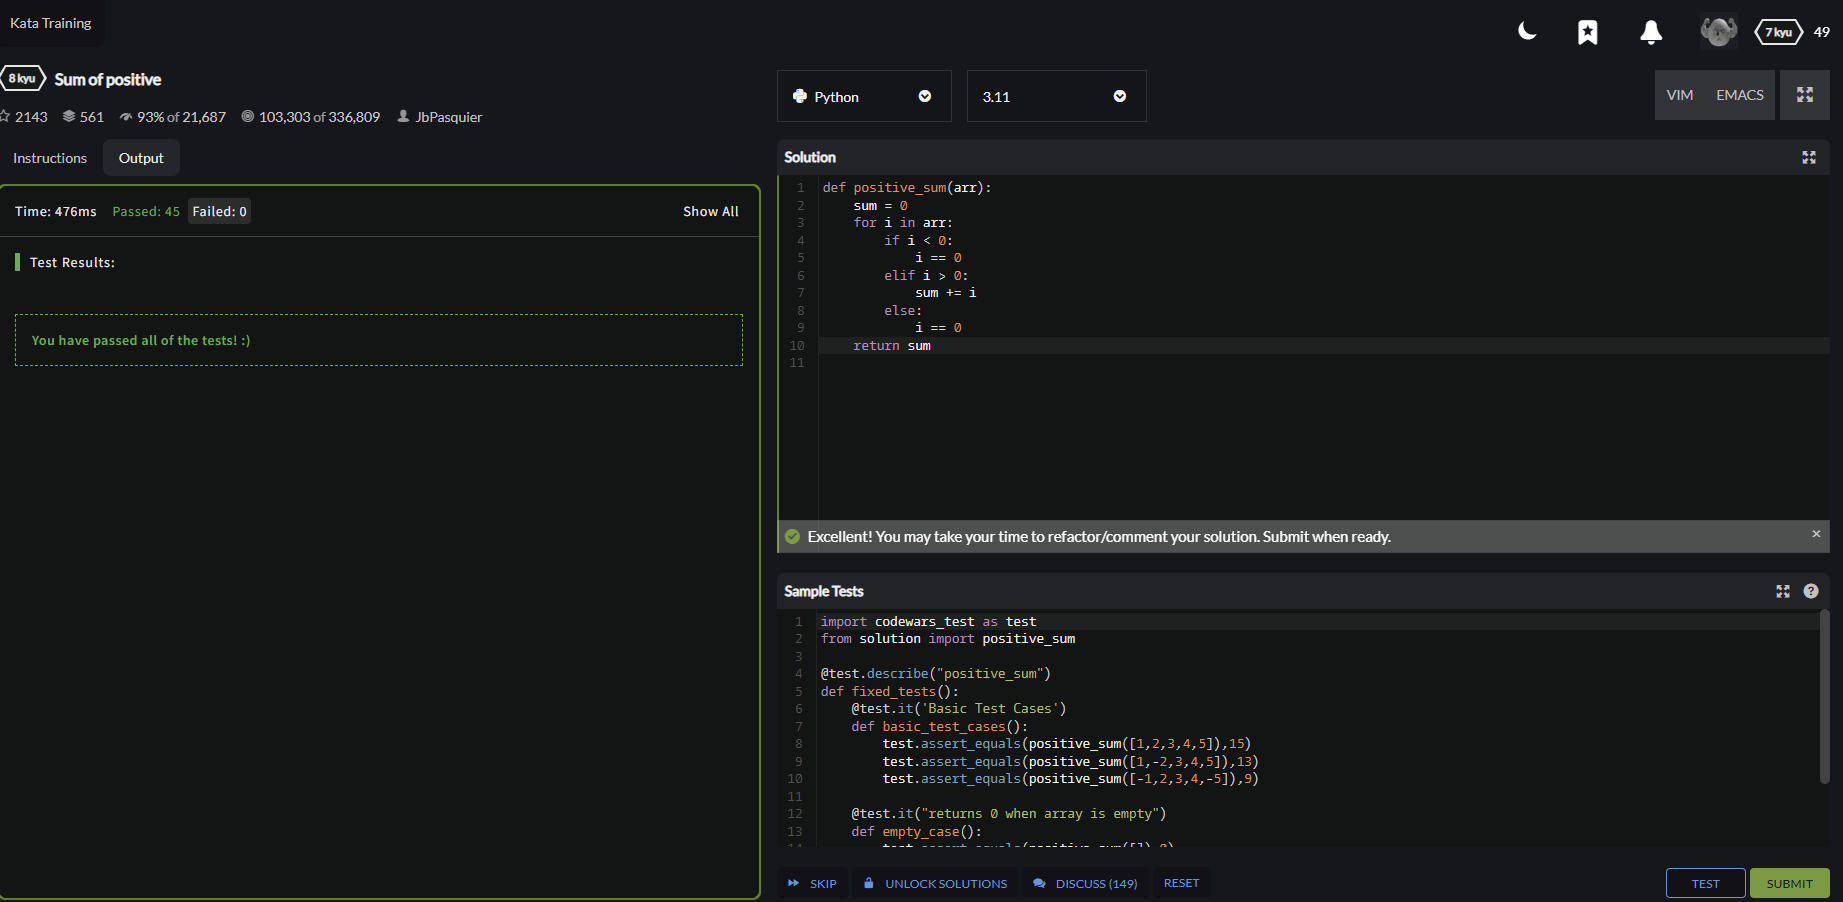 Kata Training
7 kyu 49
8 kyu Sum of positive
2143 561 93% of 21,687 103,303 of 336,809 JbPasquier
Instructions Output
Time: 476ms Passed: 45 Failed: 0 Show All
Test Results:
You have passed all of the tests! :)
Python 3.11 VIM EMACS
Solution
1 def positive_sum(arr):
2     sum = 0
3     for i in arr:
4         if i < 0:
5             i == 0
6         elif i > 0:
7             sum += i
8         else:
9             i == 0
10     return sum
11
Excellent! You may take your time to refactor/comment your solution. Submit when ready. ×
Sample Tests ?
1 import codewars_test as test
2 from solution import positive_sum
3
4 @test.describe("positive_sum")
5 def fixed_tests():
6     @test.it('Basic Test Cases')
7     def basic_test_cases():
8         test.assert_equals(positive_sum([1,2,3,4,5]),15)
9         test.assert_equals(positive_sum([1,-2,3,4,5]),13)
10         test.assert_equals(positive_sum([-1,2,3,4,-5]),9)
11
12     @test.it("returns 0 when array is empty")
13     def empty_case():
14         test.assert_equals(positive_sum([]),0)
SKIP UNLOCK SOLUTIONS DISCUSS (149) RESET TEST SUBMIT